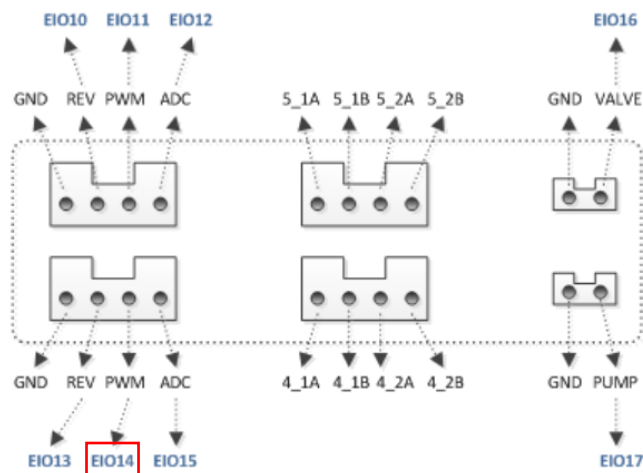 EIO10 EIO11 EIO12 EIO16
GND REV PWM ADC 5_1A 5_1B 5_2A 5_2B GND VALVE
GND REV PWM ADC 4_1A 4_1B 4_2A 4_2B GND PUMP
EIO13 EIO14 EIO15 EIO17